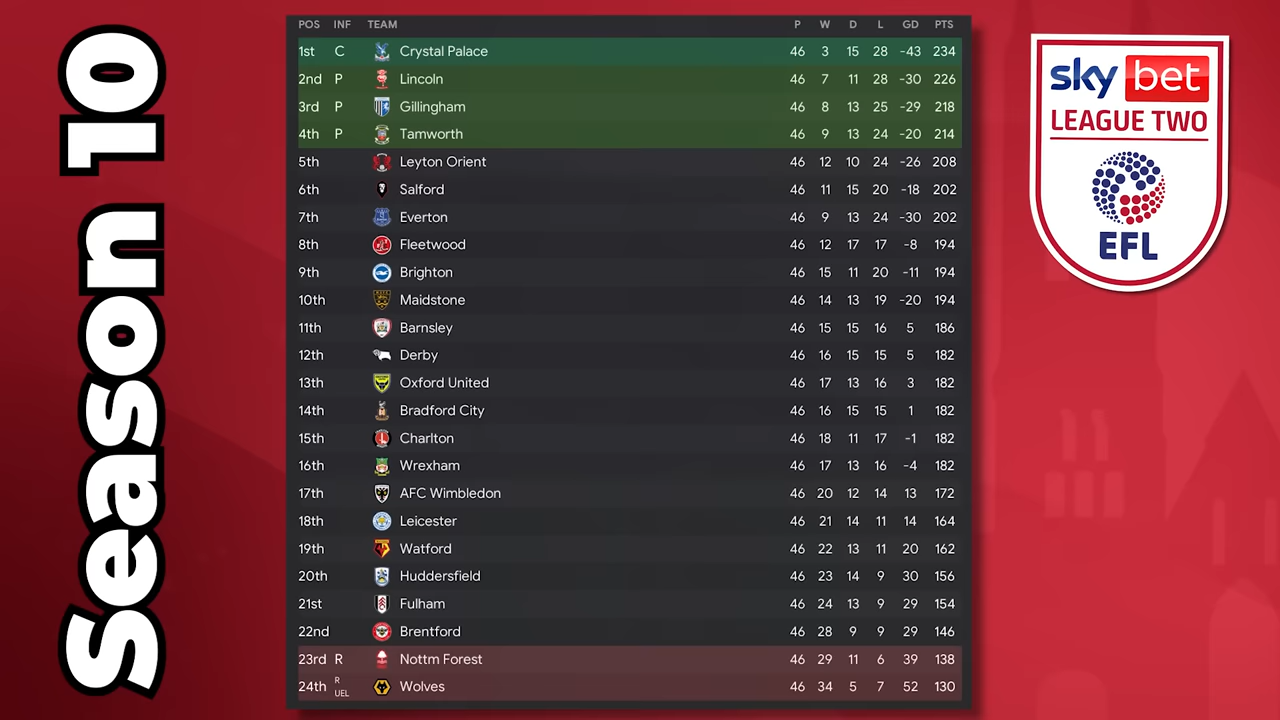 Season 10
POS INF TEAM P W D L GD PTS
1st C Crystal Palace 46 3 15 28 -43 234
2nd P Lincoln 46 7 11 28 -30 226
3rd P Gillingham 46 8 13 25 -29 218
4th P Tamworth 46 9 13 24 -20 214
5th Leyton Orient 46 12 10 24 -26 208
6th Salford 46 11 15 20 -18 202
7th Everton 46 9 13 24 -30 202
8th Fleetwood 46 12 17 17 -8 194
9th Brighton 46 15 11 20 -11 194
10th Maidstone 46 14 13 19 -20 194
11th Barnsley 46 15 15 16 5 186
12th Derby 46 16 15 15 5 182
13th Oxford United 46 17 13 16 3 182
14th Bradford City 46 16 15 15 1 182
15th Charlton 46 18 11 17 -1 182
16th Wrexham 46 17 13 16 -4 182
17th AFC Wimbledon 46 20 12 14 13 172
18th Leicester 46 21 14 11 14 164
19th Watford 46 22 13 11 20 162
20th Huddersfield 46 23 14 9 30 156
21st Fulham 46 24 13 9 29 154
22nd Brentford 46 28 9 9 29 146
23rd R Nottm Forest 46 29 11 6 39 138
24th R UEL Wolves 46 34 5 7 52 130
sky bet
LEAGUE TWO
EFL